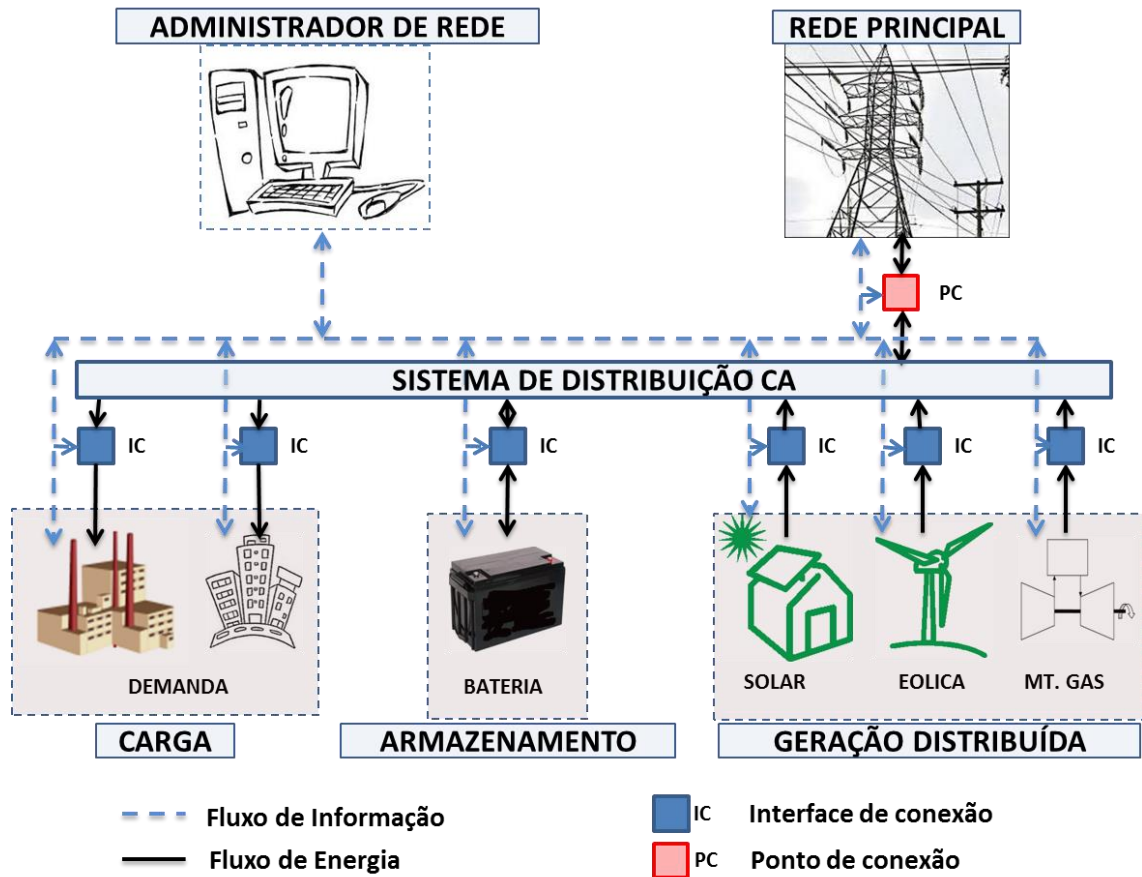 ADMINISTRADOR DE REDE
REDE PRINCIPAL
PC
SISTEMA DE DISTRIBUIÇÃO CA
IC
IC
IC
IC
IC
IC
DEMANDA
BATERIA
SOLAR
EOLICA
MT. GAS
CARGA
ARMAZENAMENTO
GERAÇÃO DISTRIBUÍDA
Fluxo de Informação
IC
Interface de conexão
Fluxo de Energia
PC
Ponto de conexão